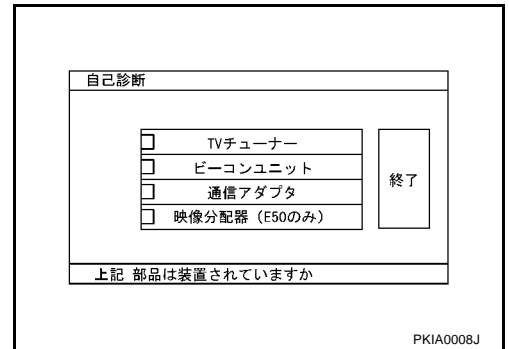 自己診断
TVチューナー
ビーコンユニット
通信アダプタ
映像分配器（E50のみ）
終了
上記 部品は装置されていますか
PKIA0008J